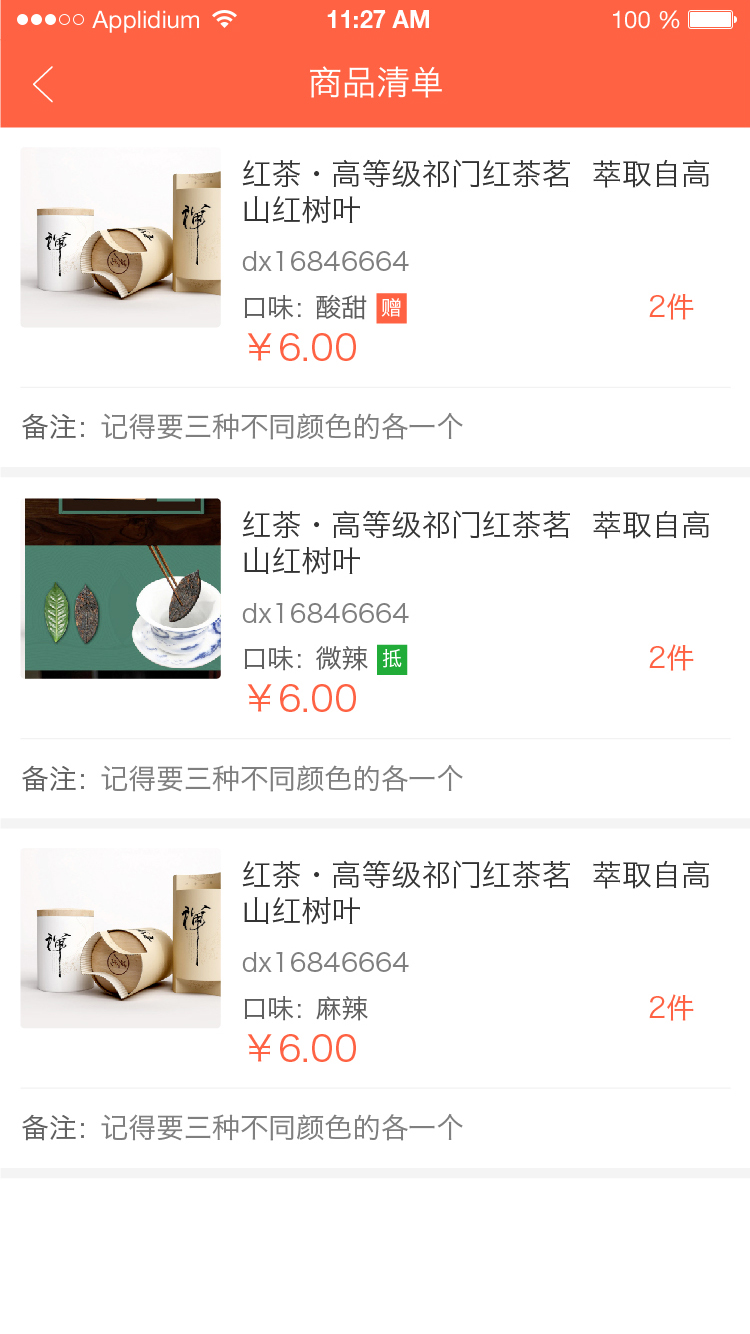 Applidium 11:27 AM 100 %
商品清单
红茶·高等级祁门红茶茗 萃取自高
山红树叶
dx16846664
口味：酸甜 赠 2件
￥6.00
备注：记得要三种不同颜色的各一个
红茶·高等级祁门红茶茗 萃取自高
山红树叶
dx16846664
口味：微辣 抵 2件
￥6.00
备注：记得要三种不同颜色的各一个
红茶·高等级祁门红茶茗 萃取自高
山红树叶
dx16846664
口味：麻辣 2件
￥6.00
备注：记得要三种不同颜色的各一个